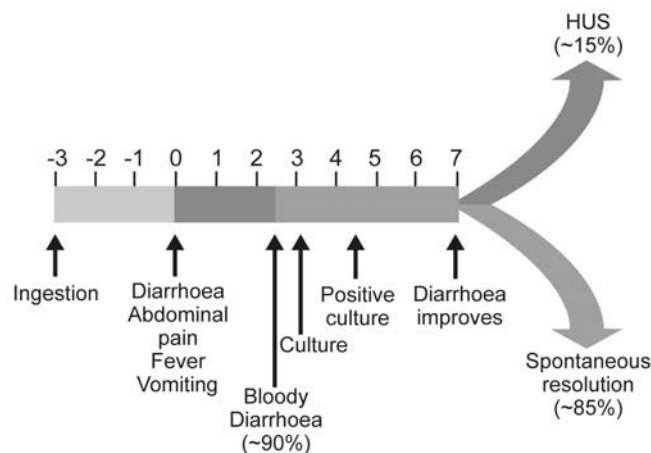 HUS
(~15%)
-3 -2 -1 0 1 2 3 4 5 6 7
Ingestion
Diarrhoea
Abdominal
pain
Fever
Vomiting
Bloody
Diarrhoea
(~90%)
Culture
Positive
culture
Diarrhoea
improves
Spontaneous
resolution
(~85%)